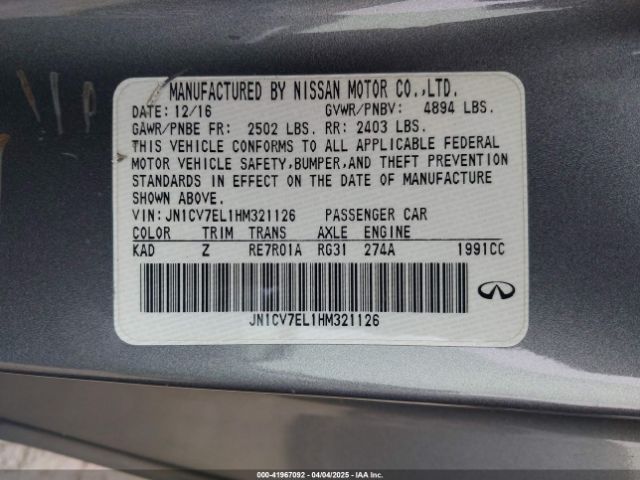 MANUFACTURED BY NISSAN MOTOR CO.,LTD.
DATE: 12/16 GVWR/PNBV: 4894 LBS.
GAWR/PNBE FR: 2502 LBS. RR: 2403 LBS.
THIS VEHICLE CONFORMS TO ALL APPLICABLE FEDERAL
MOTOR VEHICLE SAFETY,BUMPER,AND THEFT PREVENTION
STANDARDS IN EFFECT ON THE DATE OF MANUFACTURE
SHOWN ABOVE.
VIN: JN1CV7EL1HM321126 PASSENGER CAR
COLOR TRIM TRANS AXLE ENGINE
KAD Z RE7R01A RG31 274A 1991CC
JN1CV7EL1HM321126
000-41967092 - 04/04/2025 - IAA Inc.